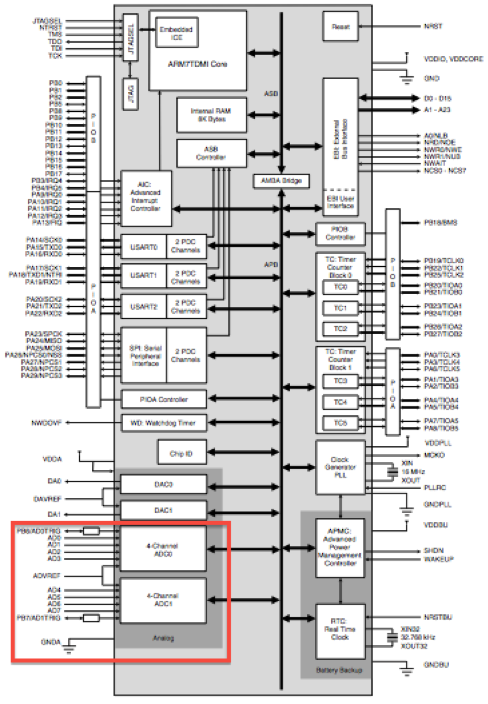 JTAGSEL
NTRST
TMS
TDO
TDI
TCK
JTAGSEL
Embedded
ICE
ARM7TDMI Core
JTAG
Reset
NRST
VDDIO, VDDCORE
GND
ASB
D0 - D15
A1 - A23
Internal RAM
8K Bytes
ASB
Controller
EBI: External
Bus Interface
A0/NLB
NRD/NOE
NWR0/NWE
NWR1/NUB
NWAIT
NCS0 - NCS7
AMBA Bridge
EBI User
Interface
PB0
PB1
PB2
PB5
PB8
PB9
PB10
PB11
PB12
PB13
PB14
PB15
PB16
PB17
PB3/IRQ4
PB4/IRQ5
PA9/IRQ0
PA10/IRQ1
PA11/IRQ2
PA12/IRQ3
PA13/FIQ
PIOB
AIC:
Advanced
Interrupt
Controller
PIOB
Controller
PB18/BMS
PIOB
PA14/SCK0
PA15/TXD0
PA16/RXD0
USART0
2 PDC
Channels
APB
PA17/SCK1
PA18/TXD1/NTRI
PA19/RXD1
USART1
2 PDC
Channels
PA20/SCK2
PA21/TXD2
PA22/RXD2
USART2
2 PDC
Channels
PIOA
TC: Timer
Counter
Block 0
TC0
TC1
TC2
PB19/TCLK0
PB22/TCLK1
PB25/TCLK2
PB20/TIOA0
PB21/TIOB0
PB23/TIOA1
PB24/TIOB1
PB26/TIOA2
PB27/TIOB2
PA23/SPCK
PA24/MISO
PA25/MOSI
PA26/NPCS0/NSS
PA27/NPCS1
PA28/NPCS2
PA29/NPCS3
SPI: Serial
Peripheral
Interface
2 PDC
Channels
TC: Timer
Counter
Block 1
TC3
TC4
TC5
PIOA
PA0/TCLK3
PA3/TCLK4
PA6/TCLK5
PA1/TIOA3
PA2/TIOB3
PA4/TIOA4
PA5/TIOB4
PA7/TIOA5
PA8/TIOB5
PIOA Controller
NWDOVF
WD: Watchdog Timer
Chip ID
VDDA
DA0
DAVREF
DA1
DAC0
DAC1
Clock
Generator
PLL
VDDPLL
MCKO
XIN
16 MHz
XOUT
PLLRC
GNDPLL
PB6/AD0TRIG
AD0
AD1
AD2
AD3
ADVREF
AD4
AD5
AD6
AD7
PB7/AD1TRIG
GNDA
4-Channel
ADC0
4-Channel
ADC1
Analog
APMC:
Advanced
Power
Management
Controller
VDDBU
SHDN
WAKEUP
RTC:
Real Time
Clock
NRSTBU
XIN32
32.768 kHz
XOUT32
GNDBU
Battery Backup